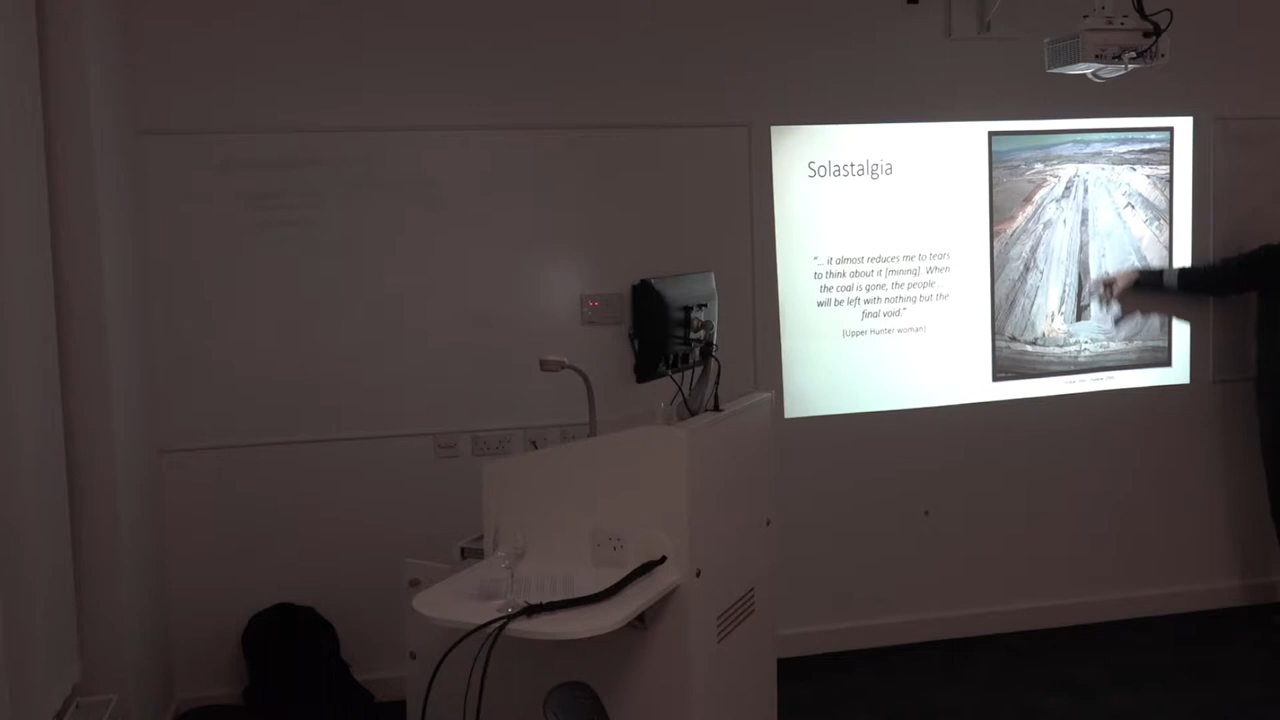 Solastalgia
“... it almost reduces me to tears
to think about it [mining]. When
the coal is gone, the people...
will be left with nothing but the
final void.”
(Upper Hunter woman)